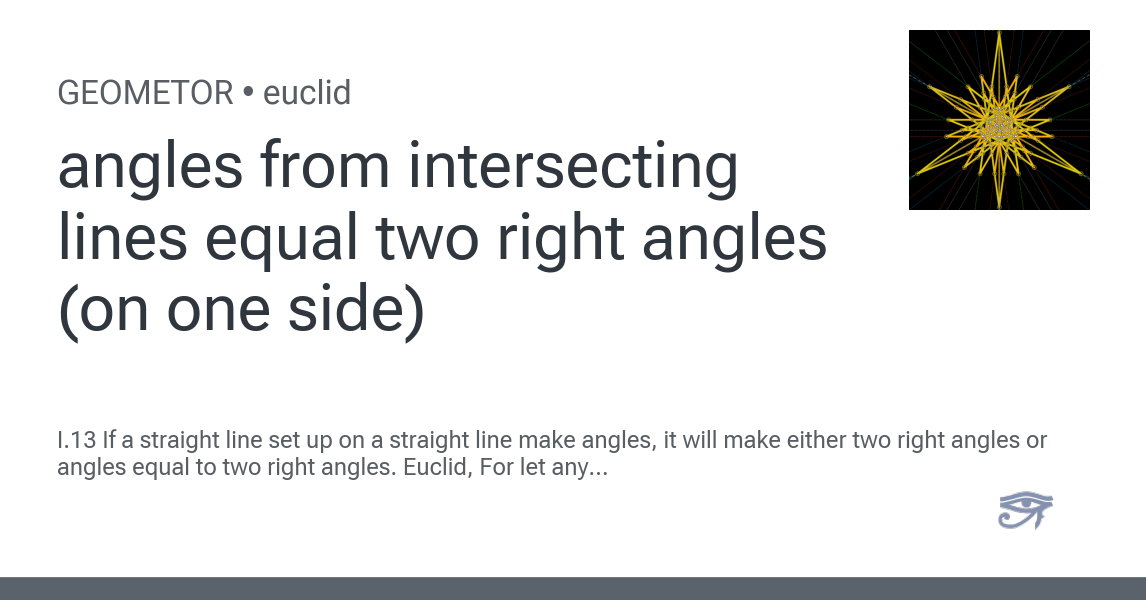 GEOMETOR • euclid
angles from intersecting
lines equal two right angles
(on one side)
I.13 If a straight line set up on a straight line make angles, it will make either two right angles or
angles equal to two right angles. Euclid, For let any...